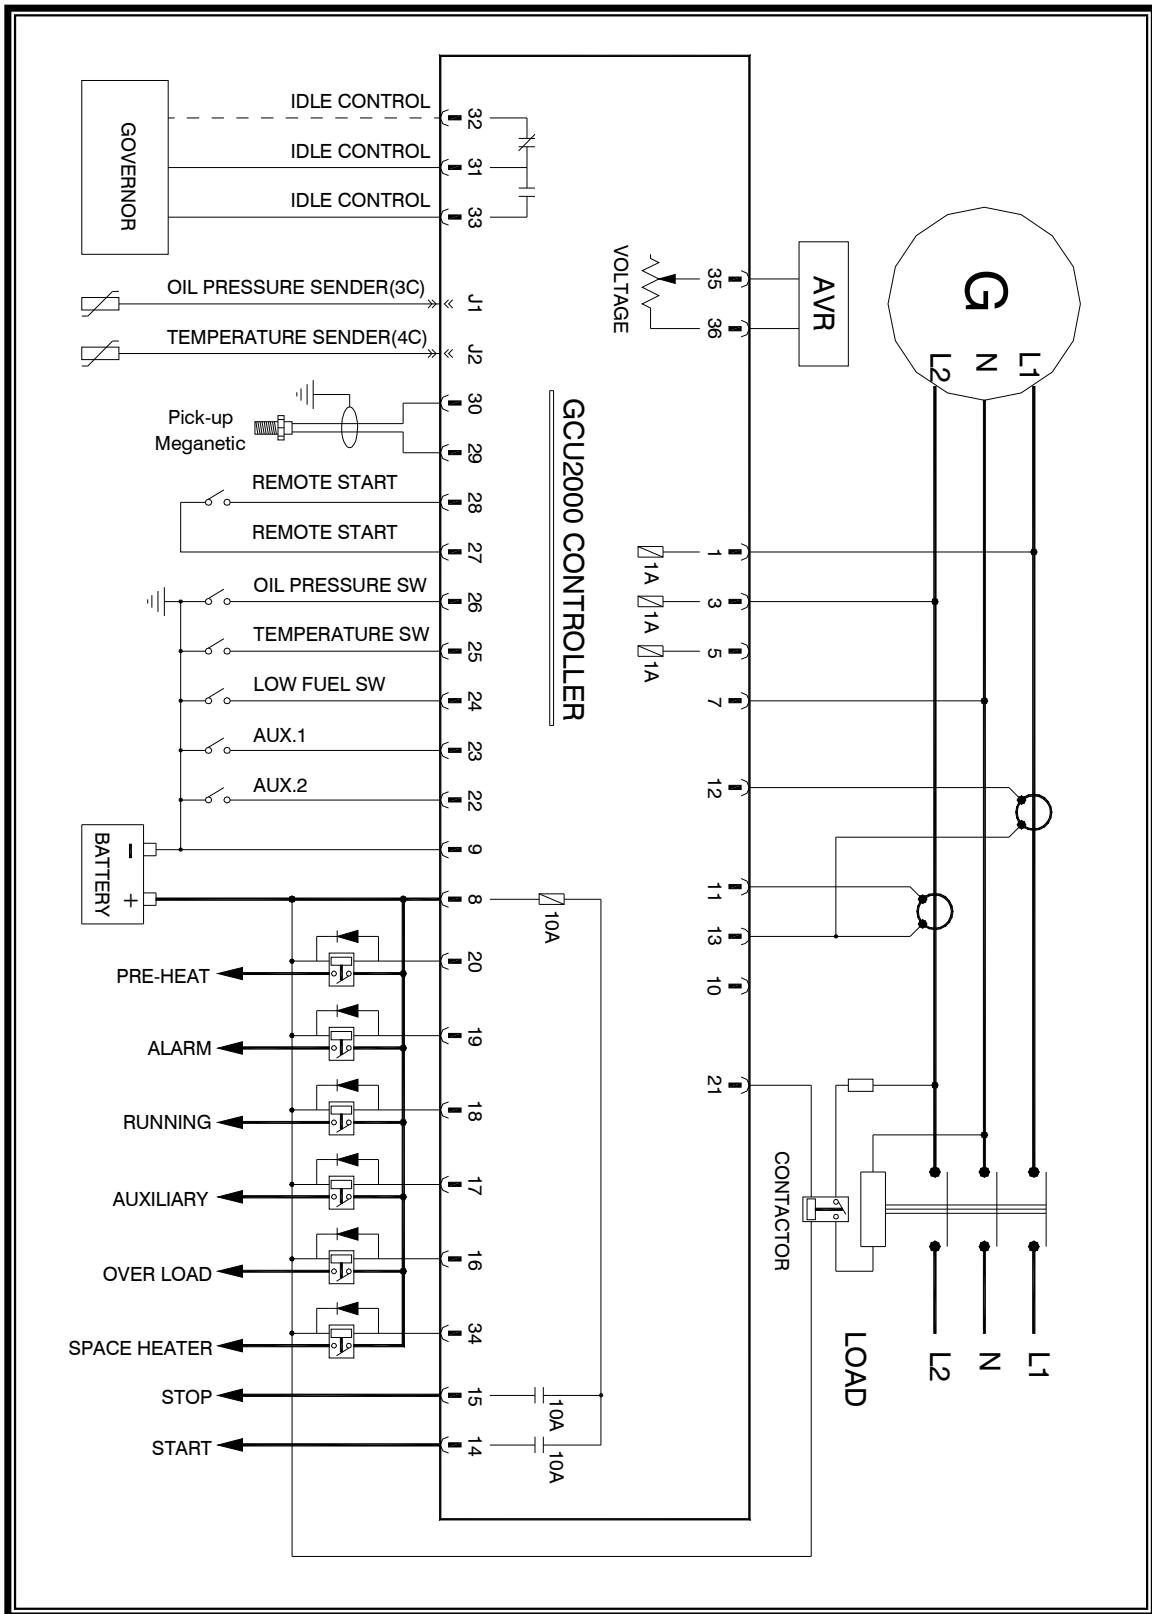 IDLE CONTROL
32
IDLE CONTROL
31
IDLE CONTROL
33
GOVERNOR
OIL PRESSURE SENDER(3C)
J1
TEMPERATURE SENDER(4C)
J2
30
Pick-up
Meganetic
29
REMOTE START
28
REMOTE START
27
OIL PRESSURE SW
26
TEMPERATURE SW
25
LOW FUEL SW
24
AUX.1
23
AUX.2
22
9
BATTERY
-
+
8
10A
20
PRE-HEAT
19
ALARM
18
RUNNING
17
AUXILIARY
16
OVER LOAD
34
SPACE HEATER
15
STOP
10A
14
START
10A
GCU2000 CONTROLLER
VOLTAGE
35
36
AVR
G
L2
N
L1
1
1A
3
1A
5
1A
7
12
11
13
10
21
CONTACTOR
LOAD
L2
N
L1